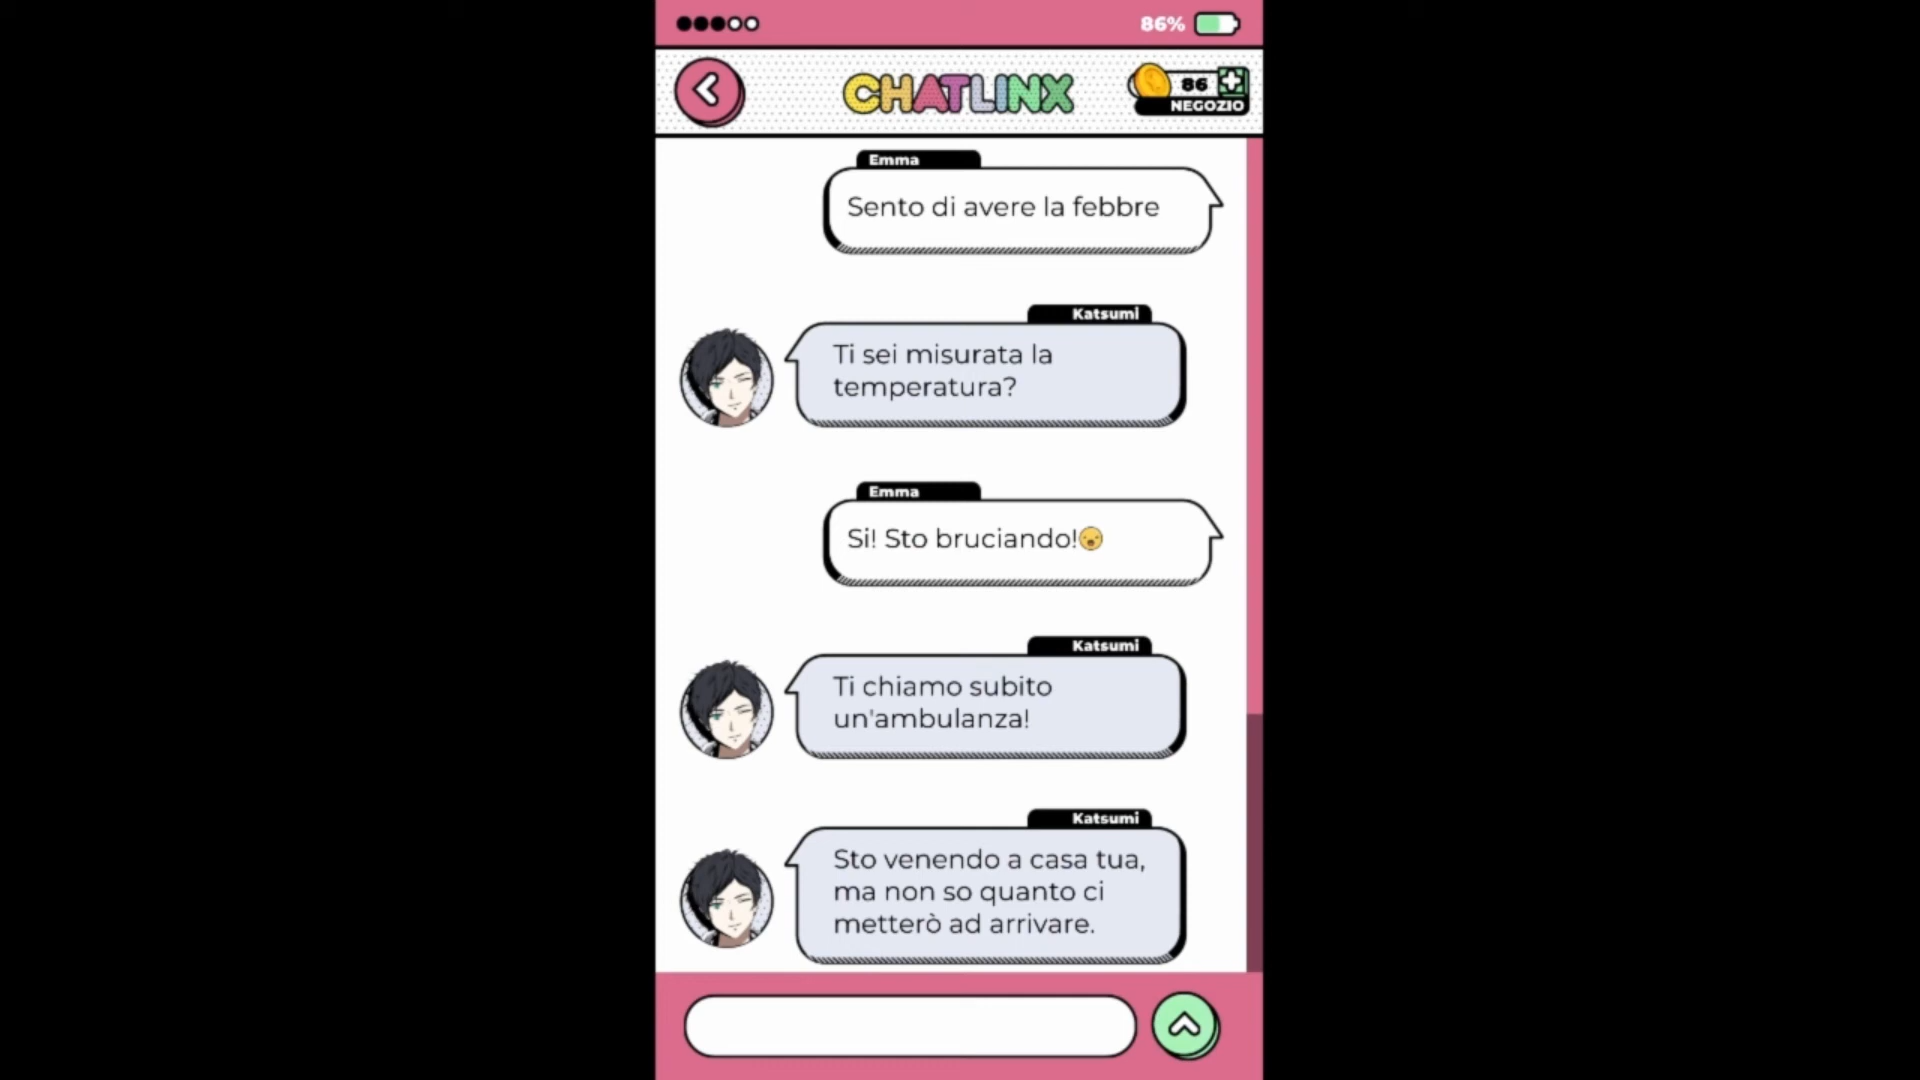 86%
CHATLINX
86
NEGOZIO
Emma
Sento di avere la febbre
Katsumi
Ti sei misurata la
temperatura?
Emma
Si! Sto bruciando!😮
Katsumi
Ti chiamo subito
un'ambulanza!
Katsumi
Sto venendo a casa tua,
ma non so quanto ci
metterò ad arrivare.